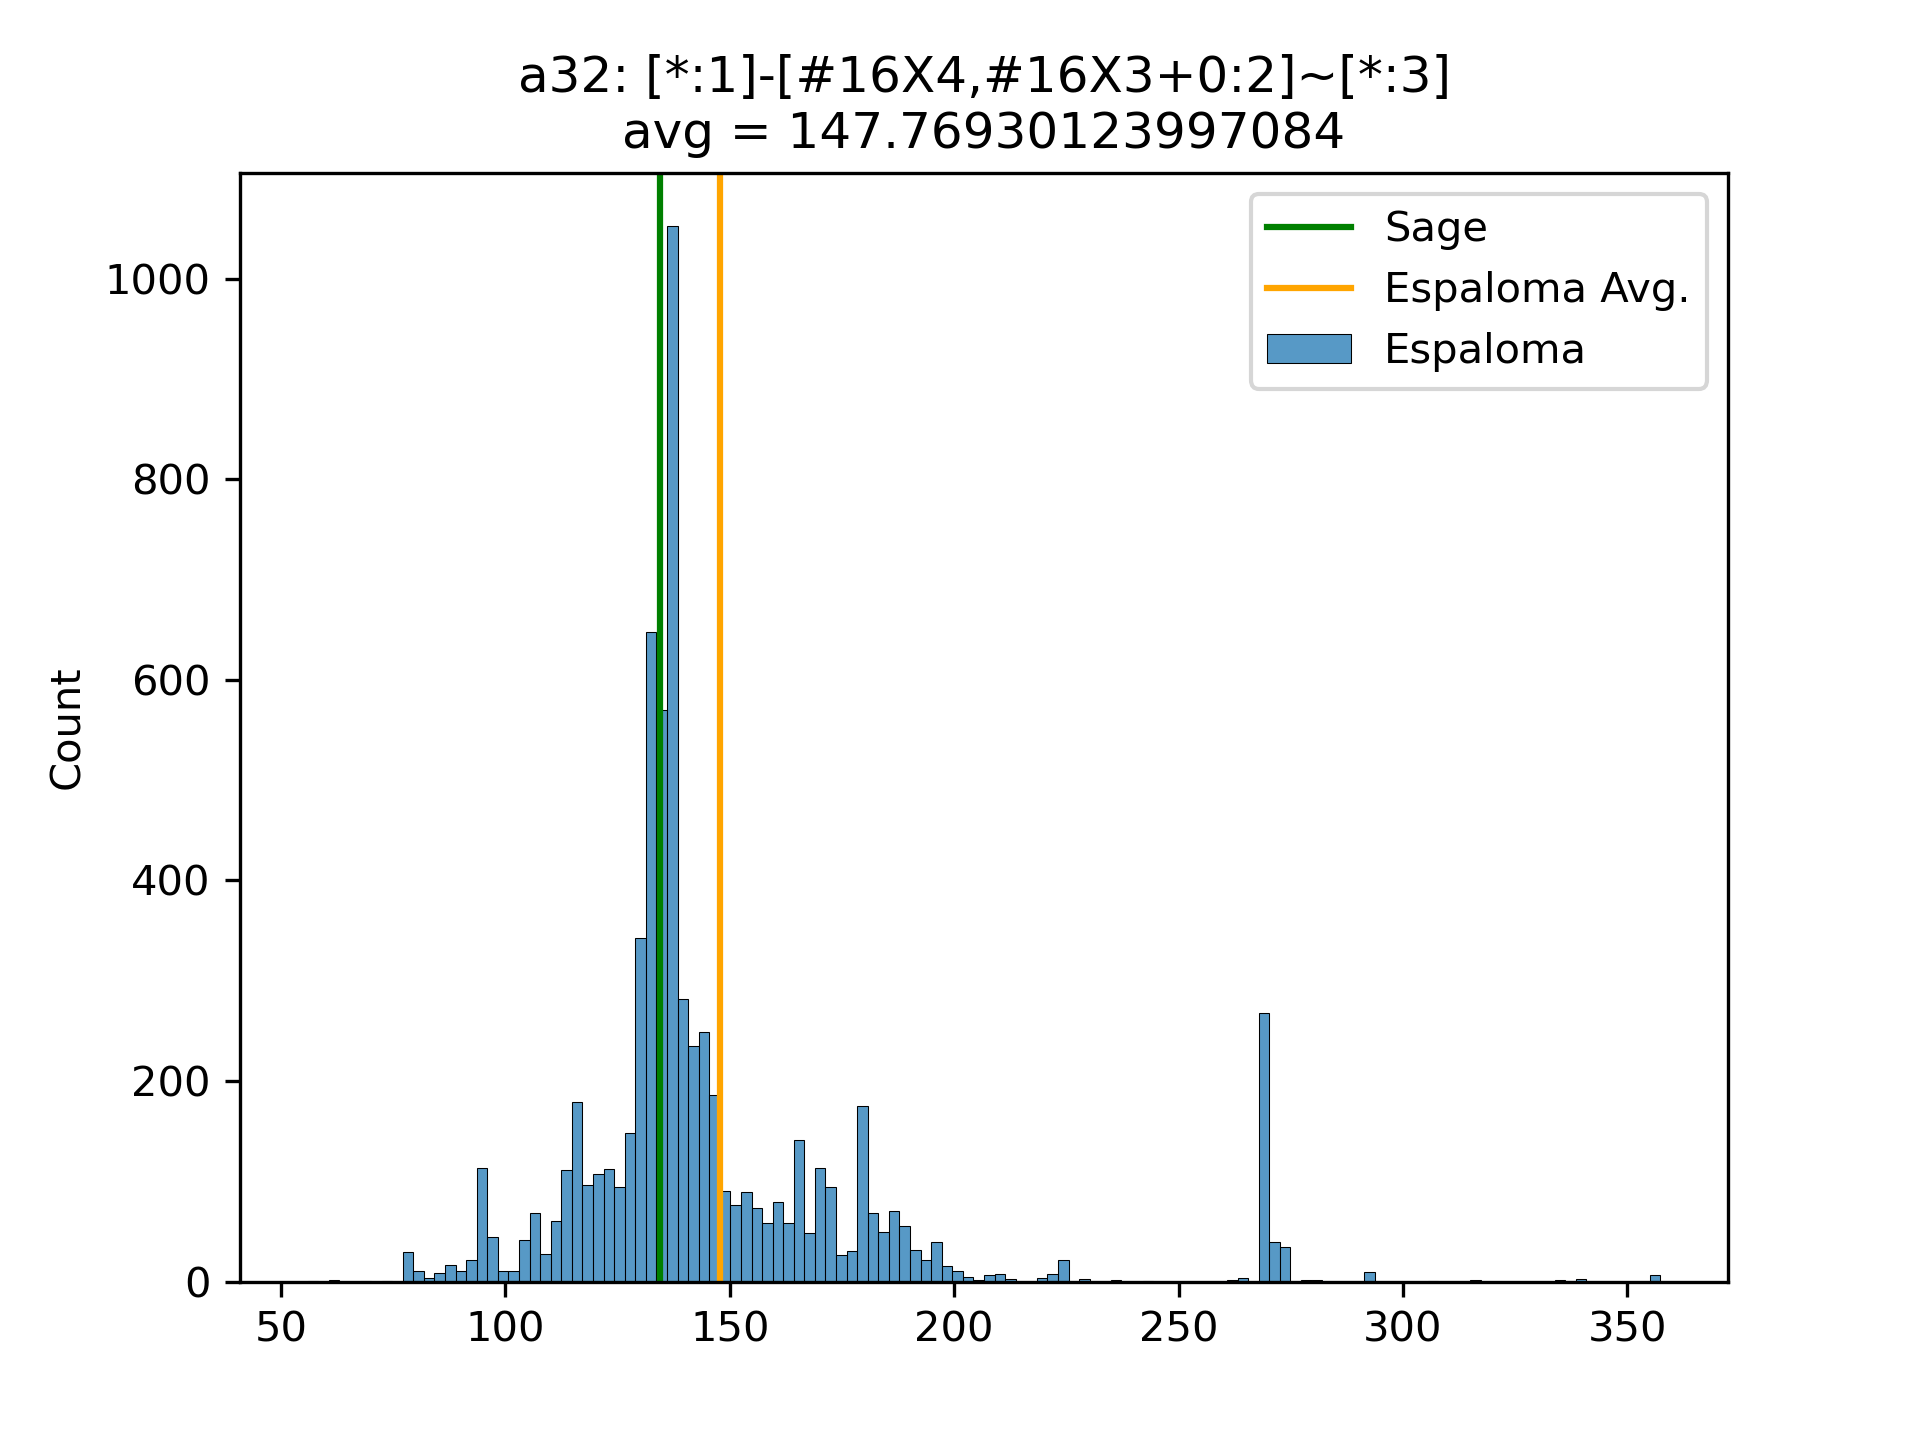 a32: [*:1]-[#16X4,#16X3+0:2]~[*:3]
avg = 147.76930123997084
Sage
Espaloma Avg.
Espaloma
Count
1000
800
600
400
200
0
50 100 150 200 250 300 350